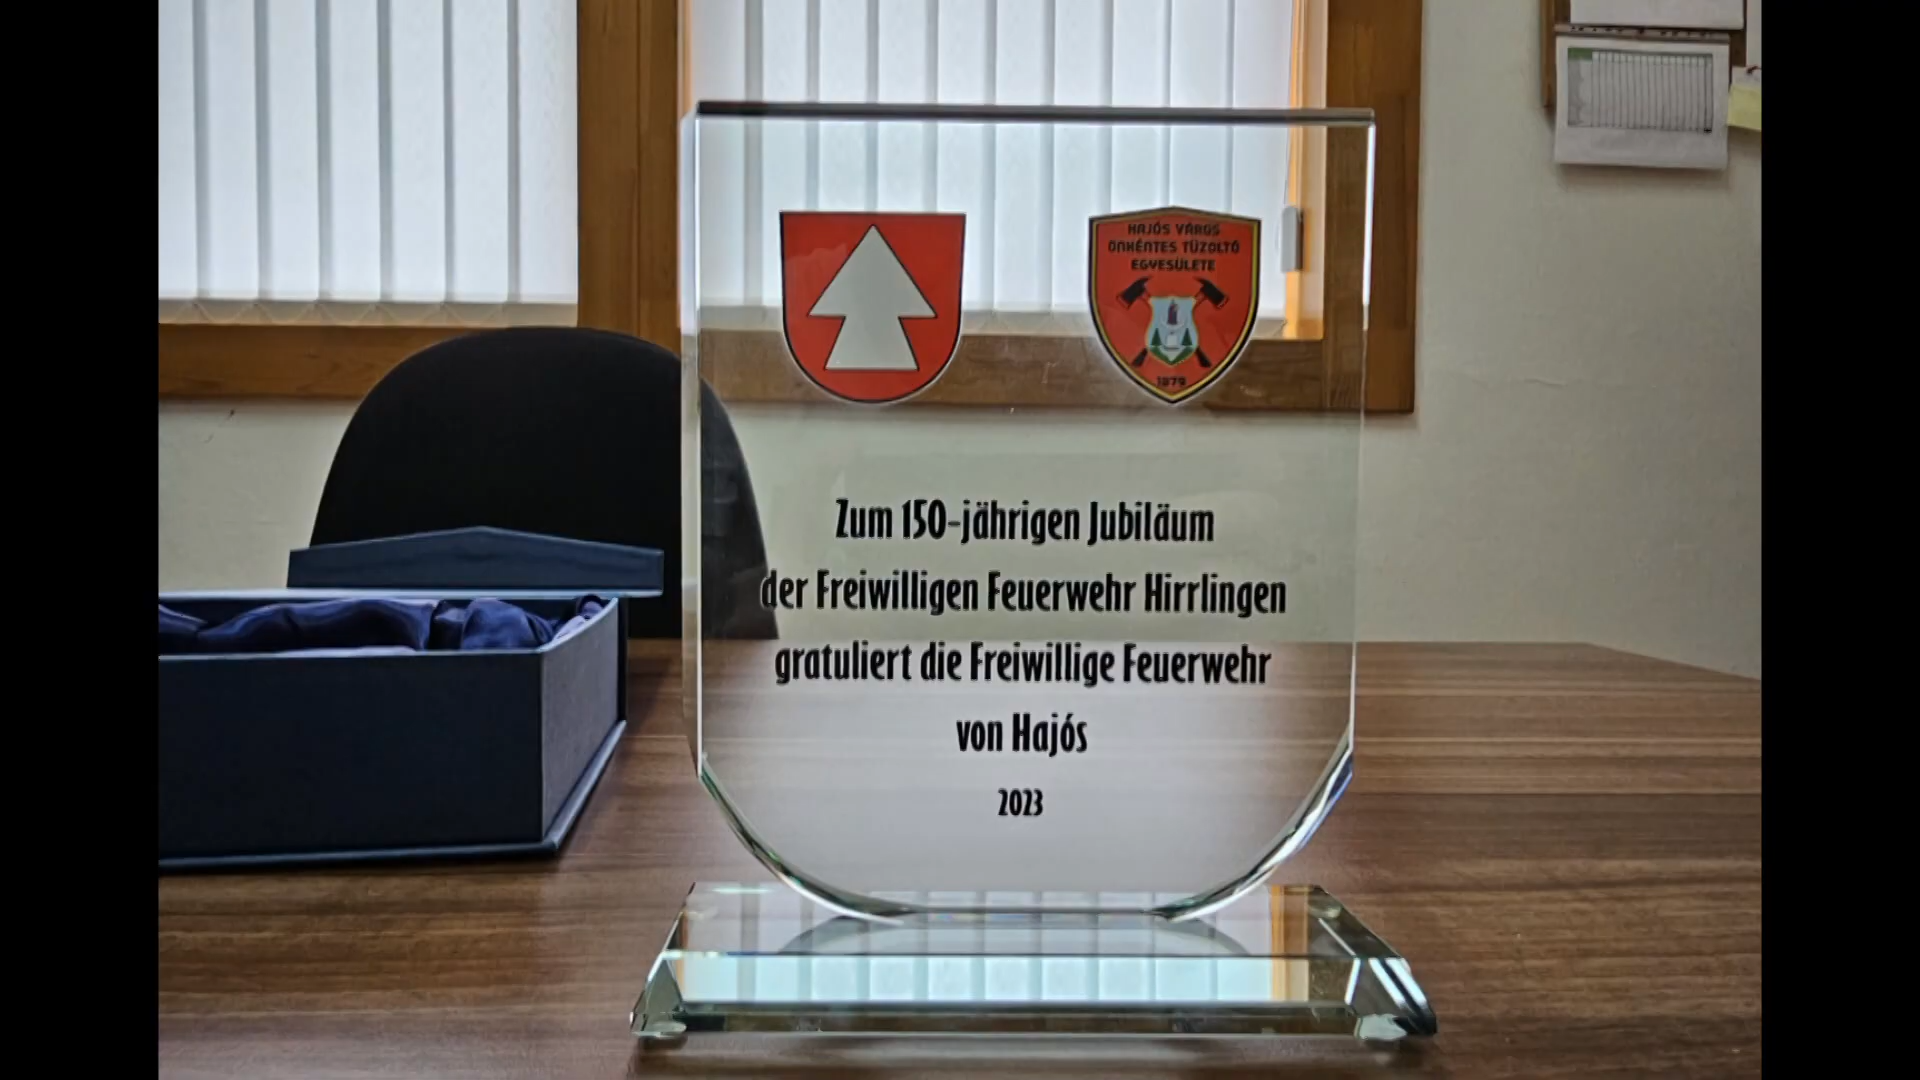 HAJÓS VÁROS
ÖNKÉNTES TŰZOLTÓ
EGYESÜLETE
1879
Zum 150-jährigen Jubiläum
der Freiwilligen Feuerwehr Hirrlingen
gratuliert die Freiwillige Feuerwehr
von Hajós
2023